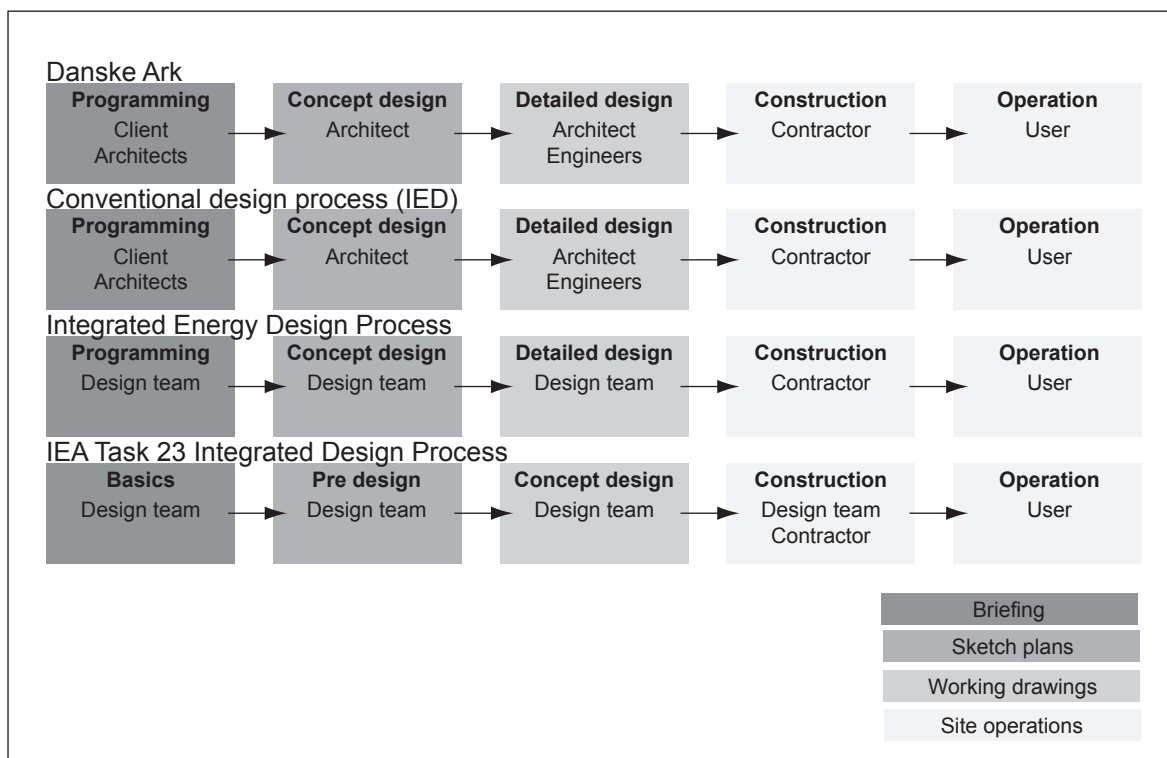 Danske Ark
Programming
Client
Architects
Concept design
Architect
Detailed design
Architect
Engineers
Construction
Contractor
Operation
User
Conventional design process (IED)
Programming
Client
Architects
Concept design
Architect
Detailed design
Architect
Engineers
Construction
Contractor
Operation
User
Integrated Energy Design Process
Programming
Design team
Concept design
Design team
Detailed design
Design team
Construction
Contractor
Operation
User
IEA Task 23 Integrated Design Process
Basics
Design team
Pre design
Design team
Concept design
Design team
Construction
Design team
Contractor
Operation
User
Briefing
Sketch plans
Working drawings
Site operations